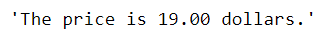 'The price is 19.00 dollars.'